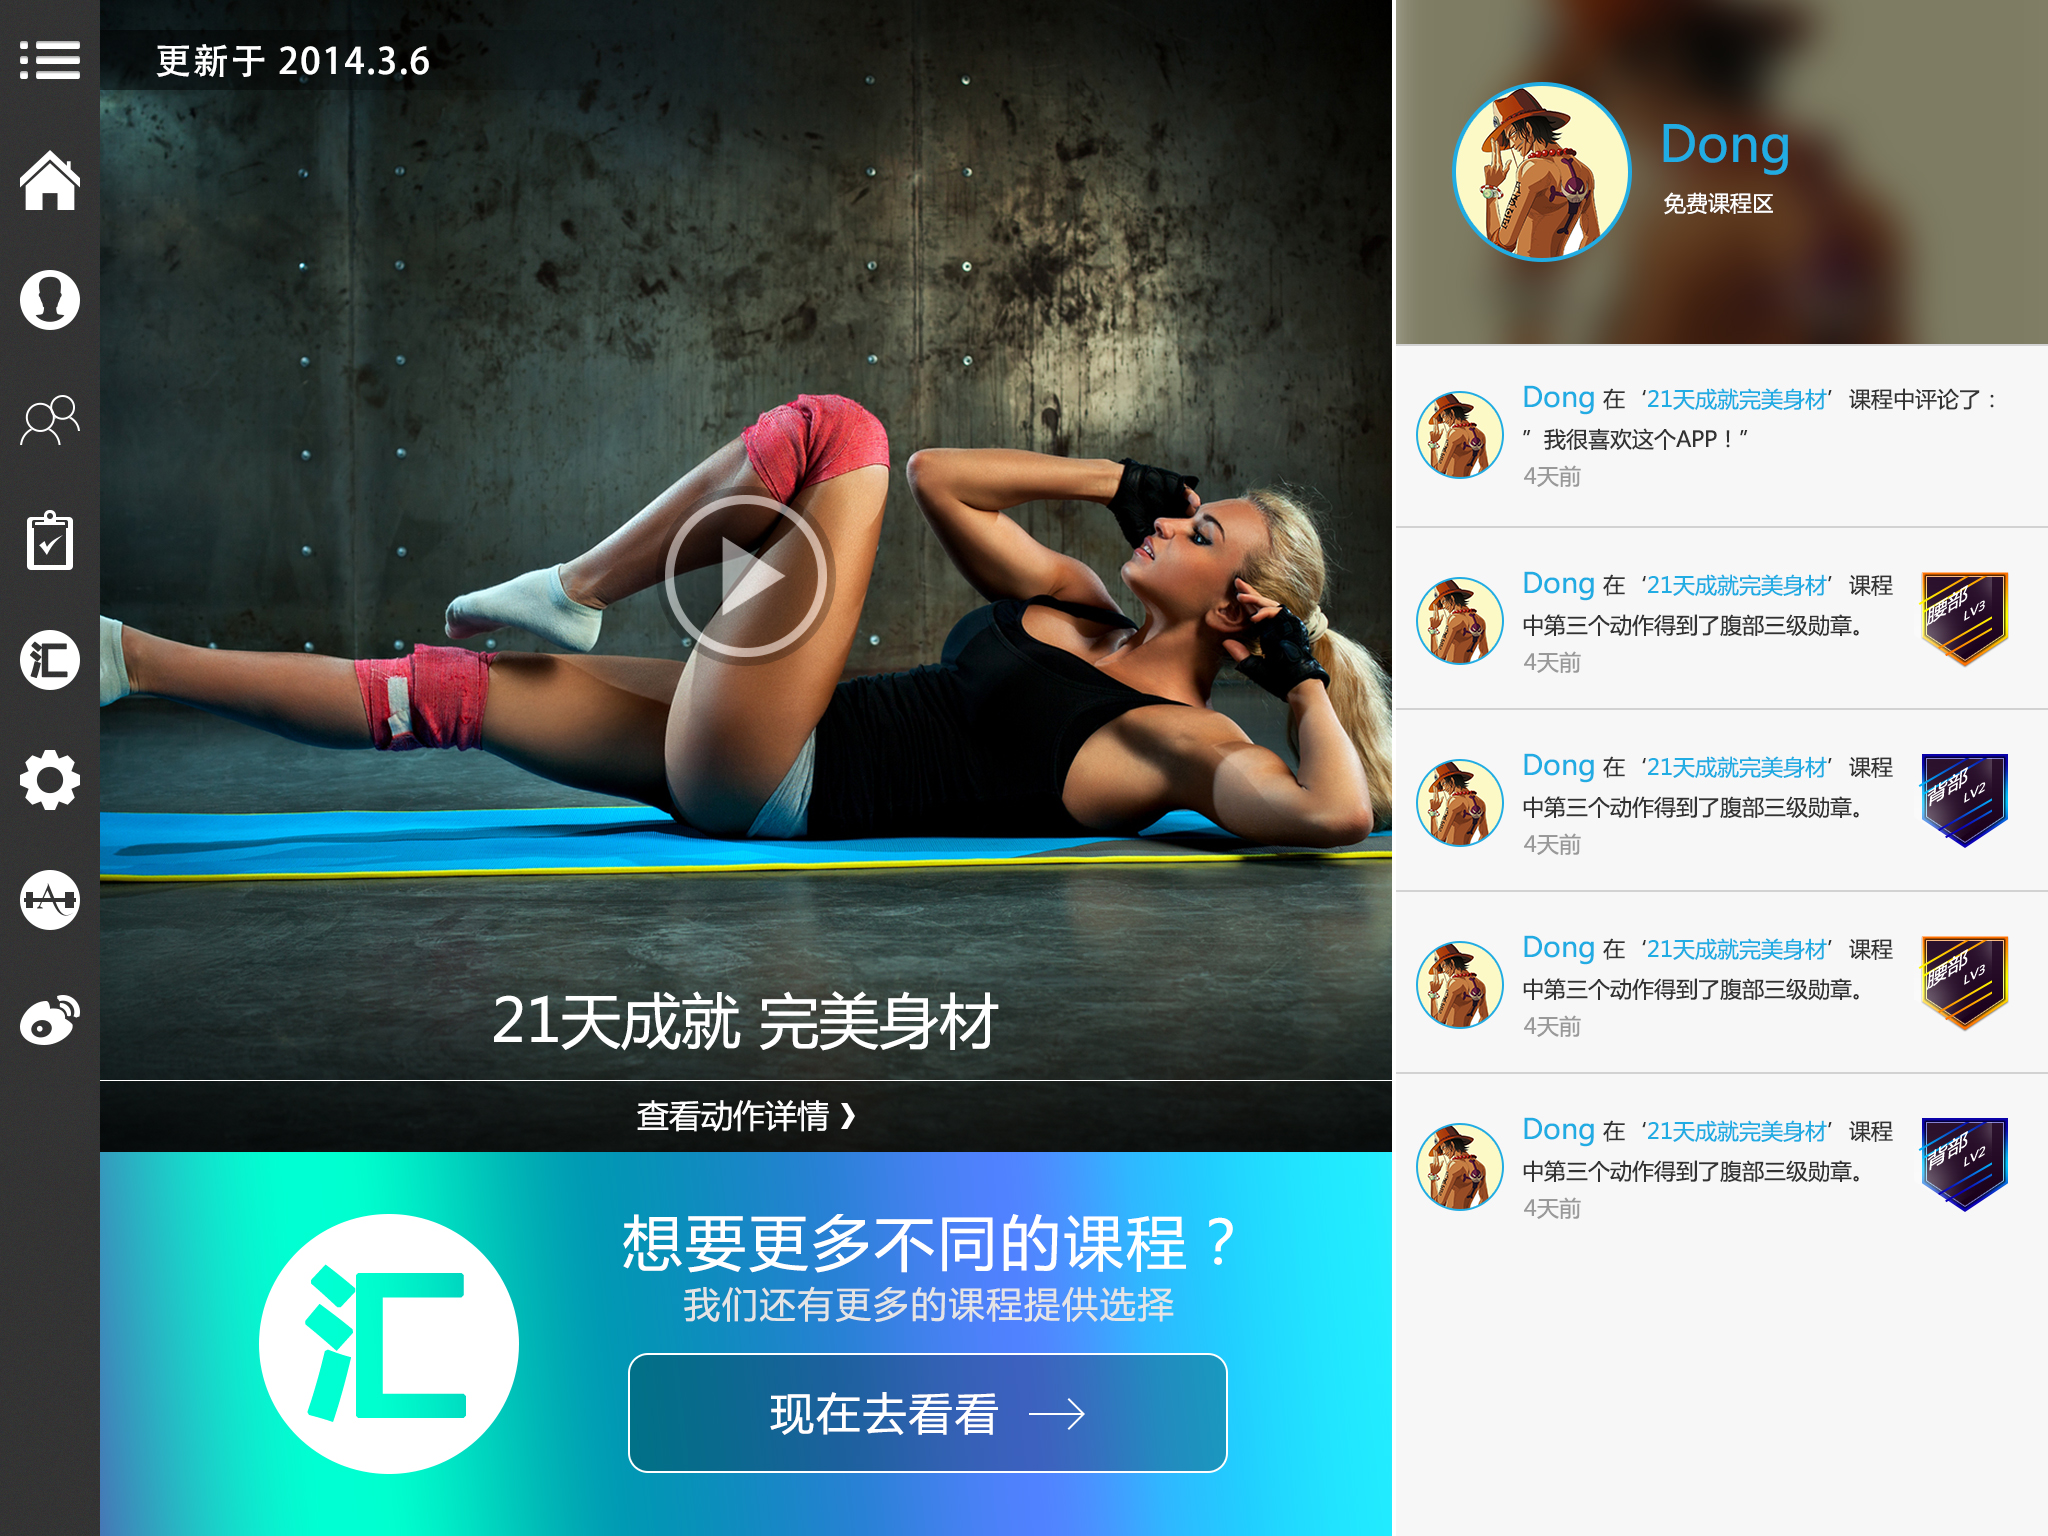 更新于 2014.3.6
21天成就 完美身材
查看动作详情 ❯
汇
汇
想要更多不同的课程？
我们还有更多的课程提供选择
现在去看看 →
Dong
免费课程区
Dong 在 ‘21天成就完美身材’ 课程中评论了：
” 我很喜欢这个APP！”
4天前
Dong 在 ‘21天成就完美身材’ 课程
中第三个动作得到了腹部三级勋章。
4天前
腰部
LV3
Dong 在 ‘21天成就完美身材’ 课程
中第三个动作得到了腹部三级勋章。
4天前
背部
LV2
Dong 在 ‘21天成就完美身材’ 课程
中第三个动作得到了腹部三级勋章。
4天前
腰部
LV3
Dong 在 ‘21天成就完美身材’ 课程
中第三个动作得到了腹部三级勋章。
4天前
背部
LV2